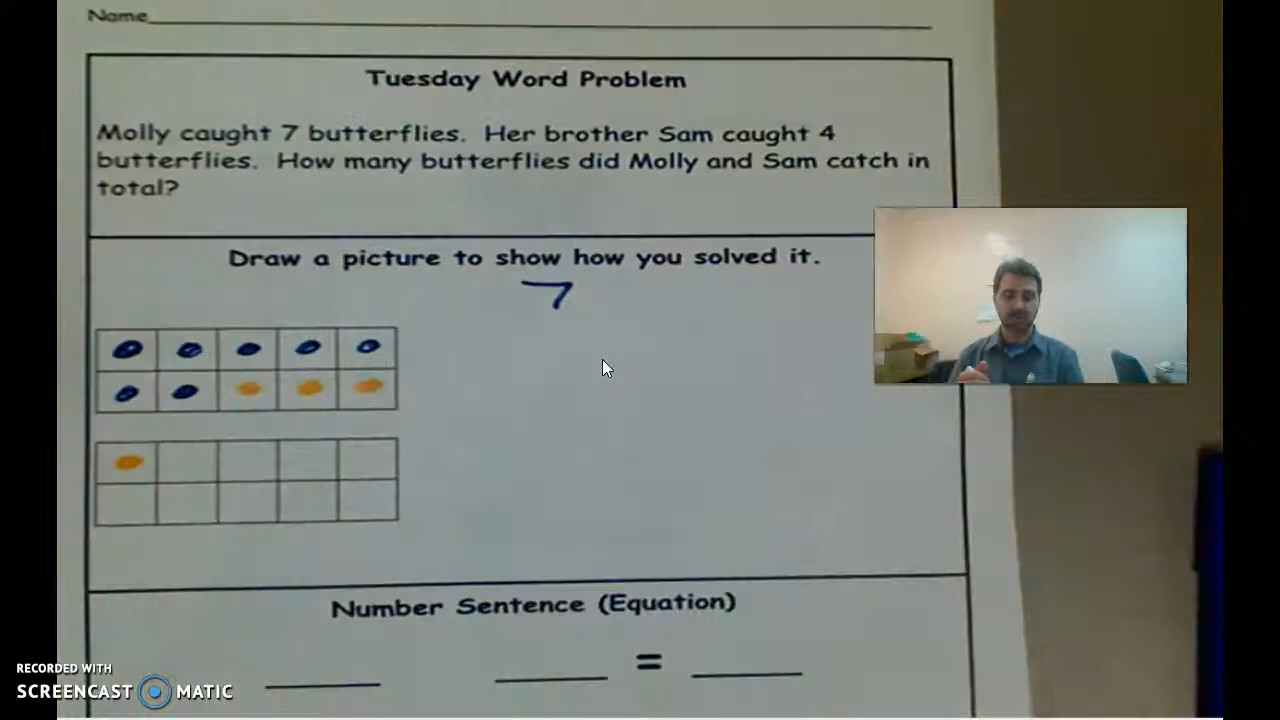 Name
Tuesday Word Problem
Molly caught 7 butterflies. Her brother Sam caught 4
butterflies. How many butterflies did Molly and Sam catch in
total?
Draw a picture to show how you solved it.
7
Number Sentence (Equation)
=
RECORDED WITH
SCREENCAST MATIC